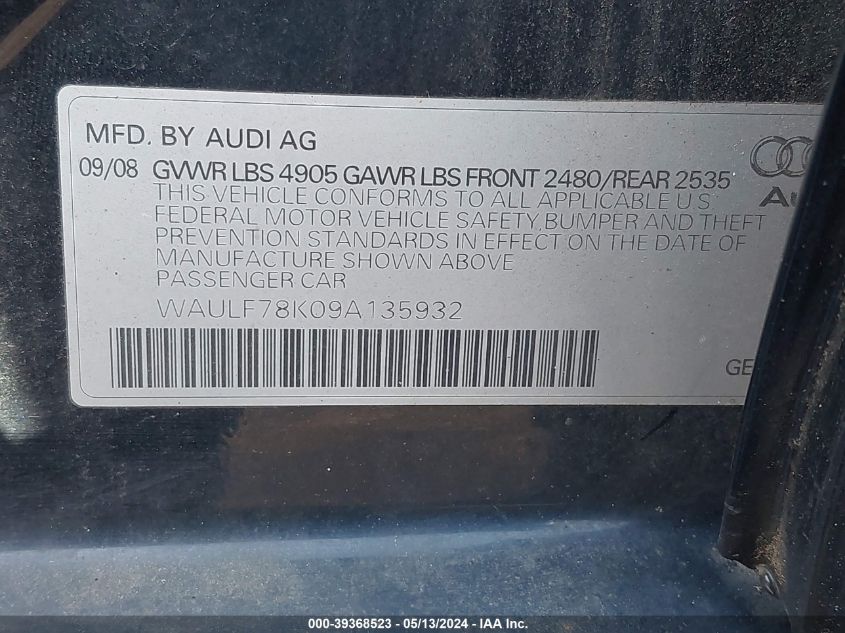 MFD. BY AUDI AG
09/08 GVWR LBS 4905 GAWR LBS FRONT 2480/REAR 2535
THIS VEHICLE CONFORMS TO ALL APPLICABLE U S
FEDERAL MOTOR VEHICLE SAFETY,BUMPER AND THEFT
PREVENTION STANDARDS IN EFFECT ON THE DATE OF
MANUFACTURE SHOWN ABOVE
PASSENGER CAR
WAULF78K09A135932
000-39368523 — 05/13/2024 — IAA Inc.